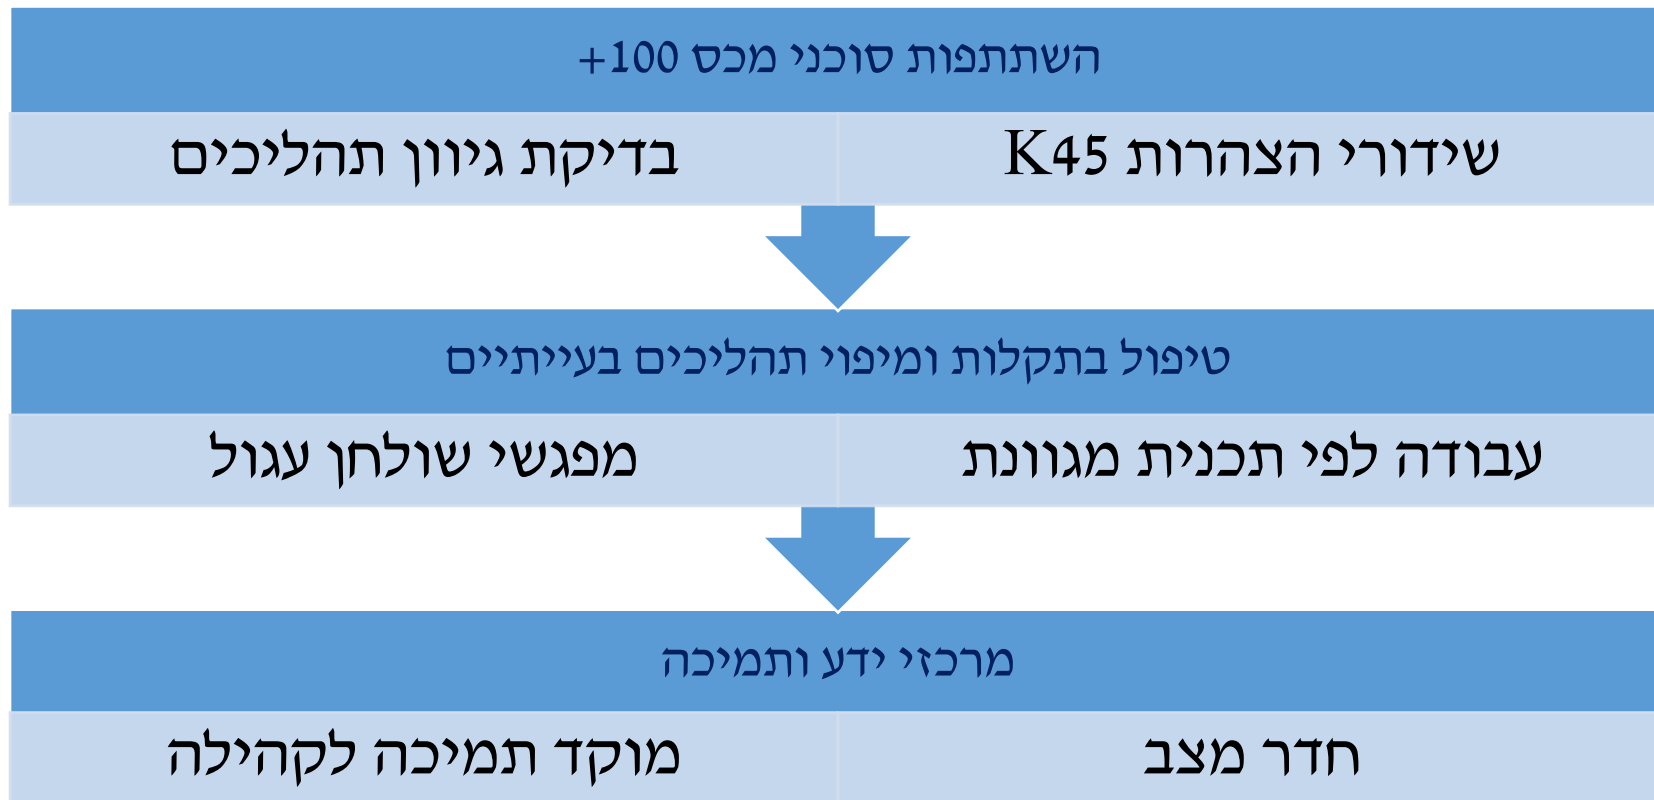 השתתפות סוכני מכס 100+
שידורי הצהרות K45
בדיקת גיוון תהליכים
טיפול בתקלות ומיפוי תהליכים בעייתיים
עבודה לפי תכנית מגוונת
מפגשי שולחן עגול
מרכזי ידע ותמיכה
חדר מצב
מוקד תמיכה לקהילה